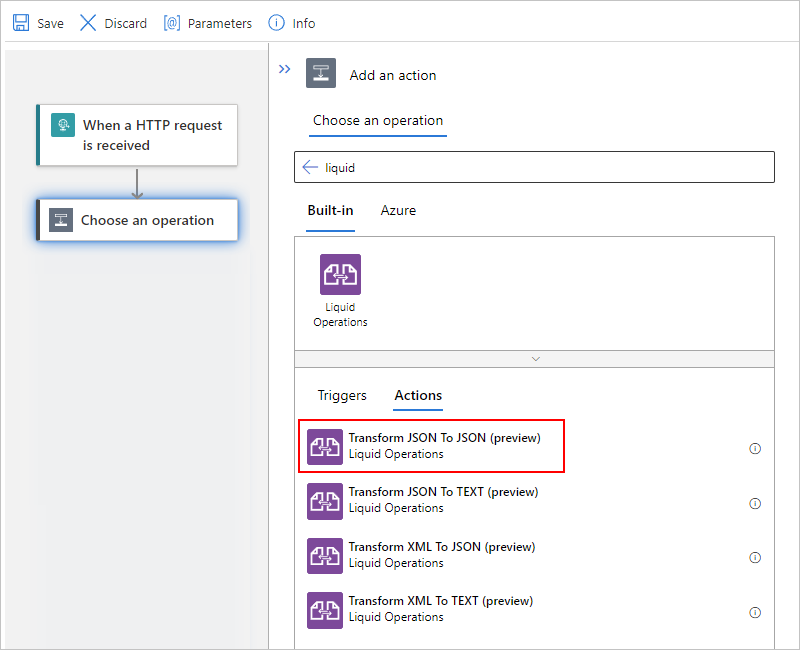 Save Discard Parameters Info
When a HTTP request
is received
Choose an operation
Add an action
Choose an operation
liquid
Built-in Azure
Liquid
Operations
Triggers Actions
Transform JSON To JSON (preview)
Liquid Operations
Transform JSON To TEXT (preview)
Liquid Operations
Transform XML To JSON (preview)
Liquid Operations
Transform XML To TEXT (preview)
Liquid Operations